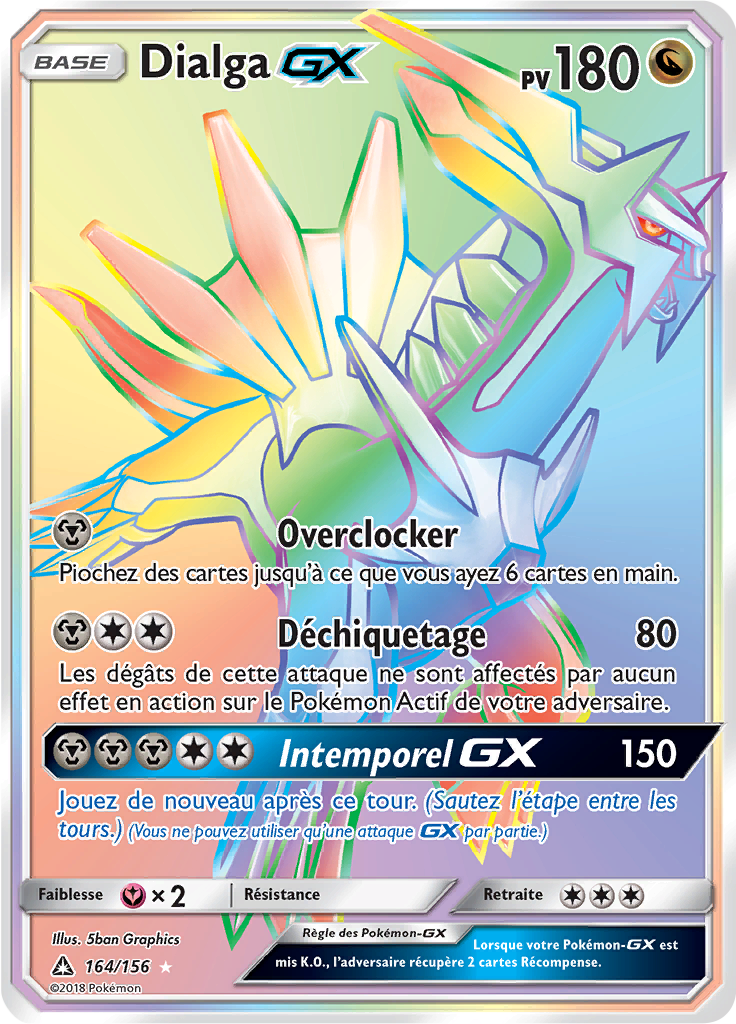 BASE Dialga GX PV 180
Overclocker
Piochez des cartes jusqu'à ce que vous ayez 6 cartes en main.
Déchiquetage 80
Les dégâts de cette attaque ne sont affectés par aucun
effet en action sur le Pokémon Actif de votre adversaire.
Intemporel GX 150
Jouez de nouveau après ce tour. (Sautez l'étape entre les
tours.) (Vous ne pouvez utiliser qu'une attaque GX par partie.)
Faiblesse × 2 Résistance Retraite
Illus. 5ban Graphics
164/156
©2018 Pokémon
Règle des Pokémon-GX
Lorsque votre Pokémon-GX est
mis K.O., l'adversaire récupère 2 cartes Récompense.